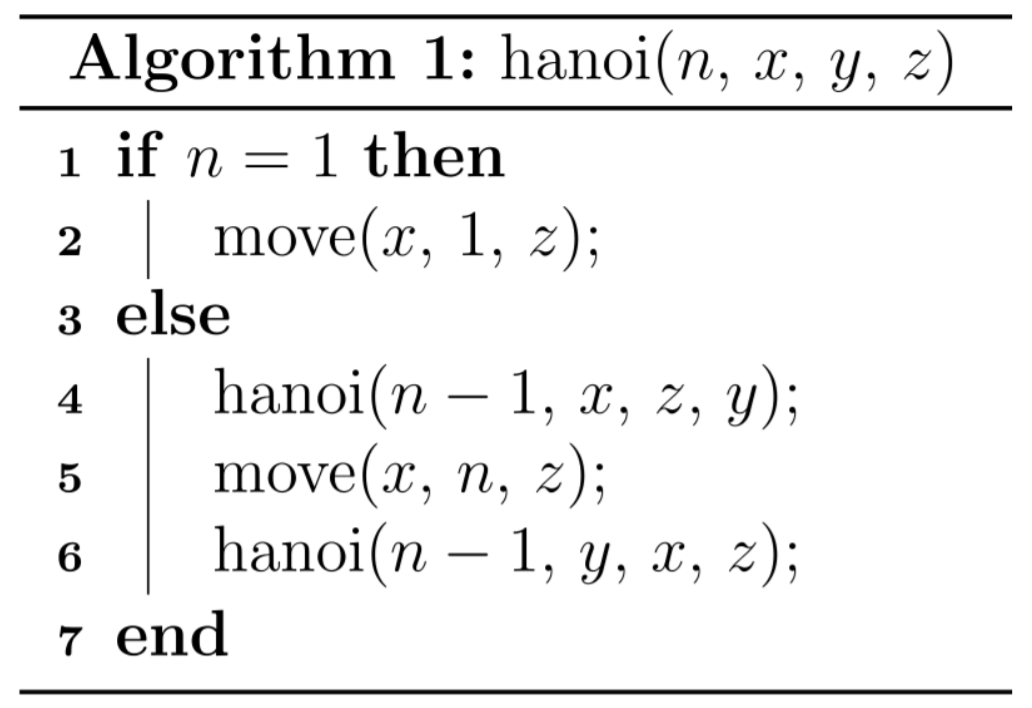 Algorithm 1: hanoi(n, x, y, z)
1 if n = 1 then
2 move(x, 1, z);
3 else
4 hanoi(n − 1, x, z, y);
5 move(x, n, z);
6 hanoi(n − 1, y, x, z);
7 end